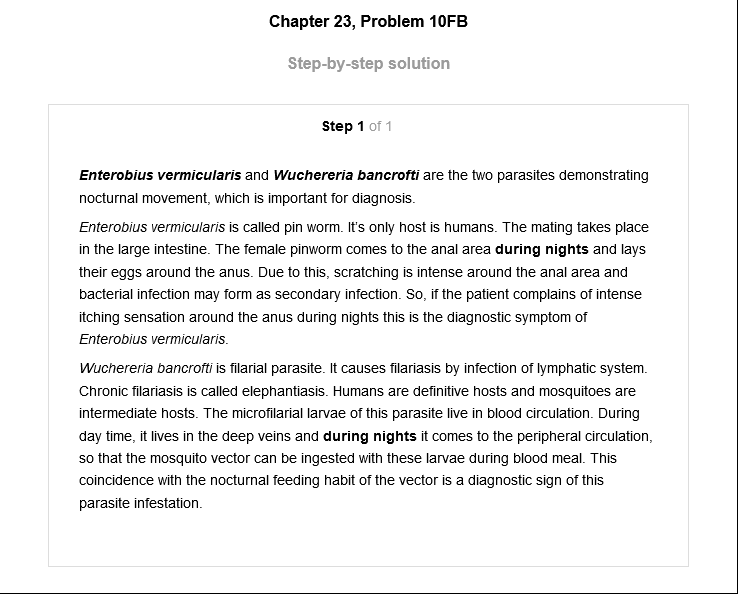 Chapter 23, Problem 10FB
Step-by-step solution
Step 1 of 1
Enterobius vermicularis and Wuchereria bancrofti are the two parasites demonstrating
nocturnal movement, which is important for diagnosis.
Enterobius vermicularis is called pin worm. It’s only host is humans. The mating takes place
in the large intestine. The female pinworm comes to the anal area during nights and lays
their eggs around the anus. Due to this, scratching is intense around the anal area and
bacterial infection may form as secondary infection. So, if the patient complains of intense
itching sensation around the anus during nights this is the diagnostic symptom of
Enterobius vermicularis.
Wuchereria bancrofti is filarial parasite. It causes filariasis by infection of lymphatic system.
Chronic filariasis is called elephantiasis. Humans are definitive hosts and mosquitoes are
intermediate hosts. The microfilarial larvae of this parasite live in blood circulation. During
day time, it lives in the deep veins and during nights it comes to the peripheral circulation,
so that the mosquito vector can be ingested with these larvae during blood meal. This
coincidence with the nocturnal feeding habit of the vector is a diagnostic sign of this
parasite infestation.